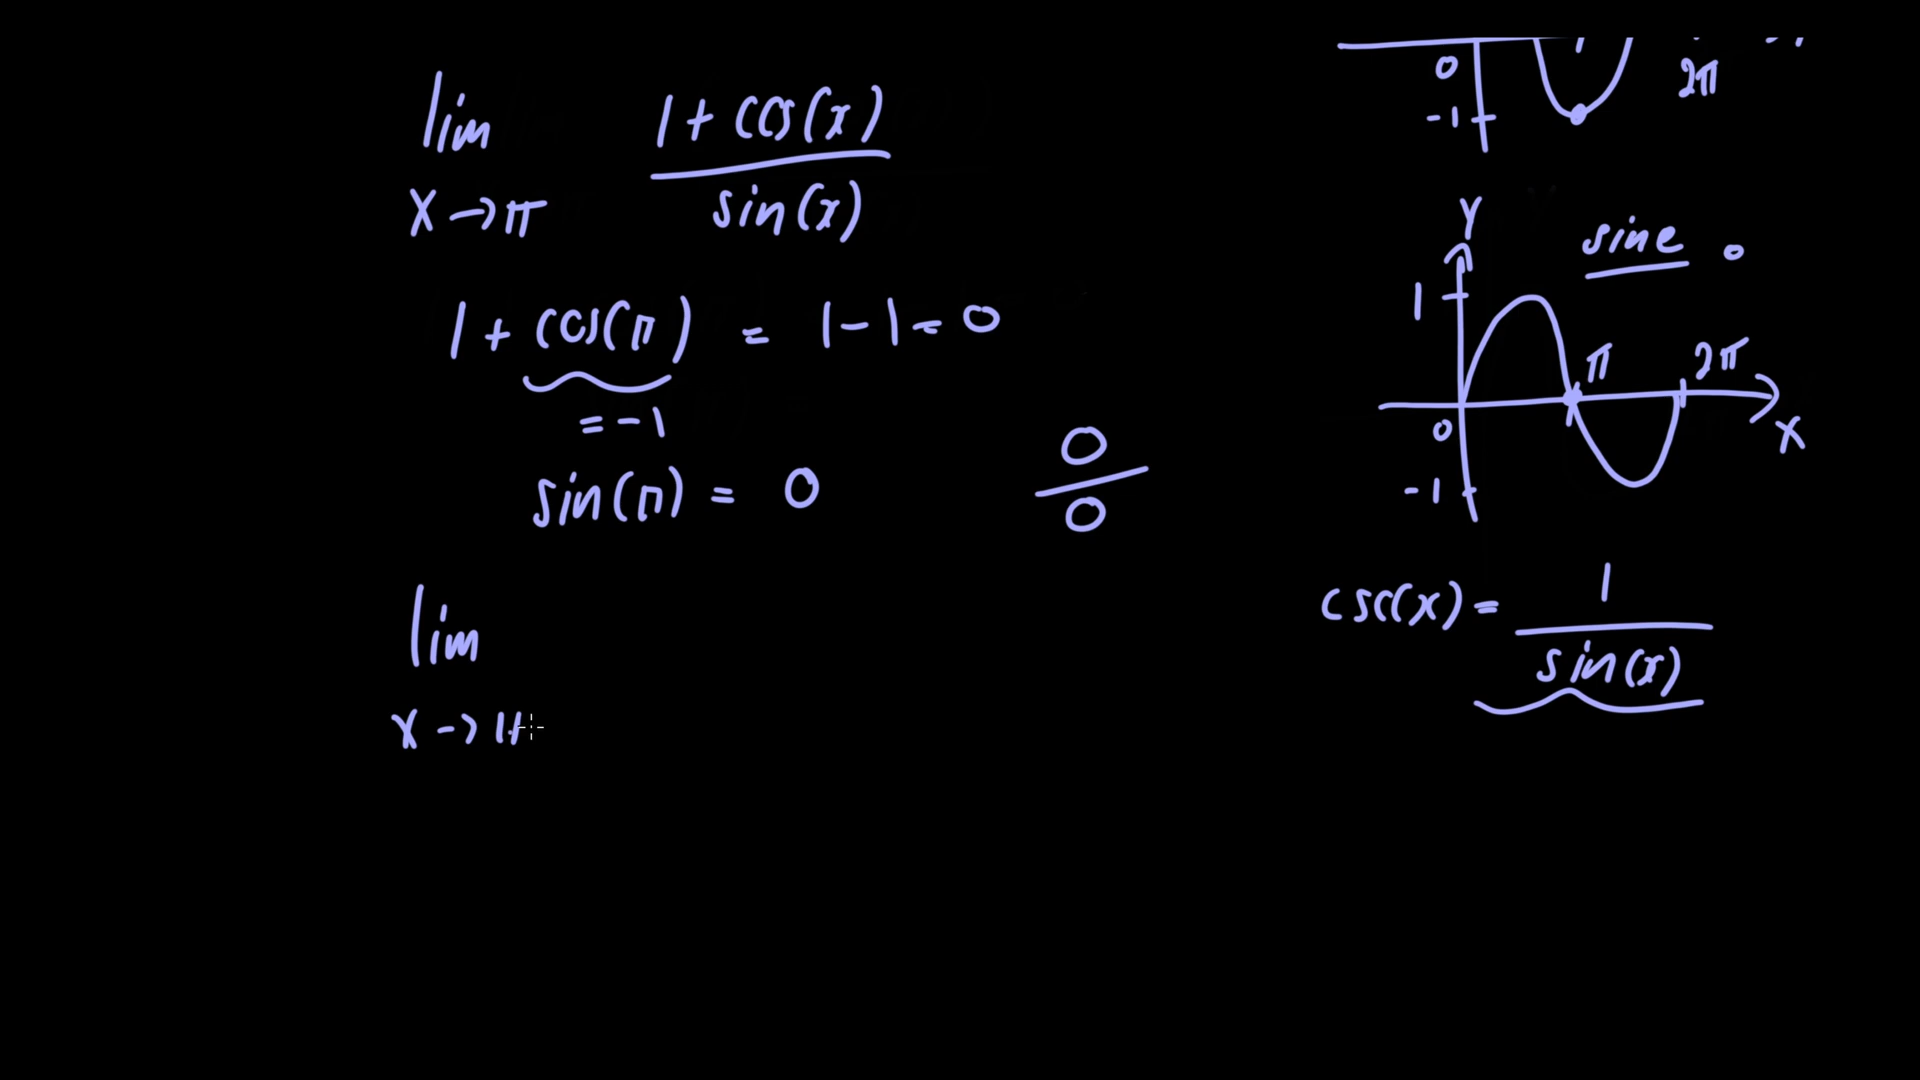 lim 1 + cos(x)
x→π sin(x)
1 + cos(π) = 1 - 1 = 0
= -1
sin(π) = 0
0
0
lim
x →
0
-1
2π
y
sine
1
π
2π
0
x
-1
csc(x) = 1
sin(x)